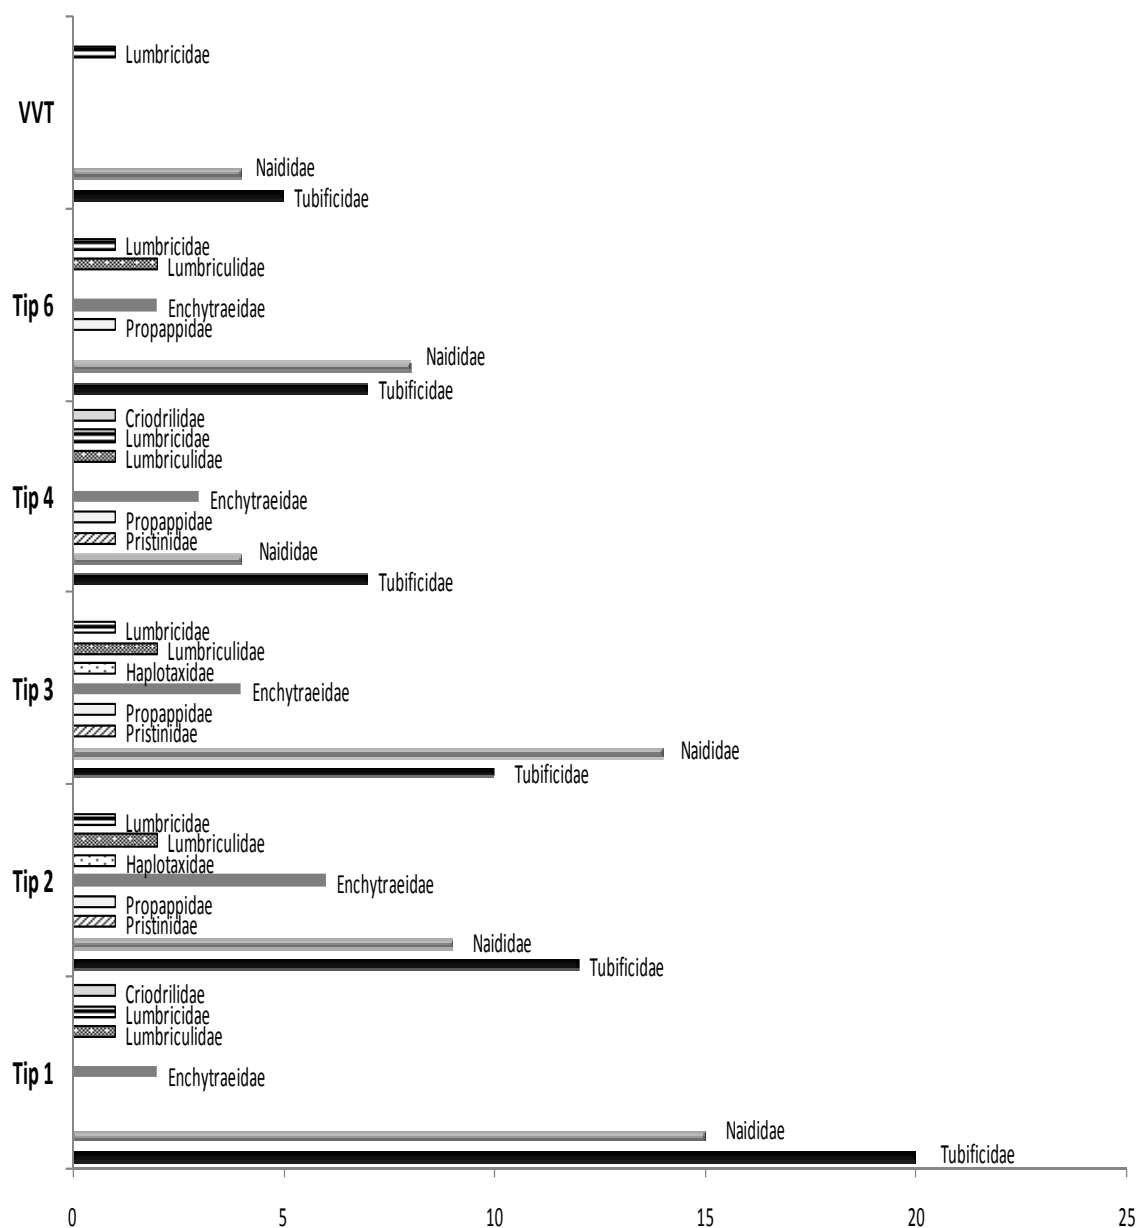 Lumbricidae
VVT
Naididae
Tubificidae
Lumbricidae
Lumbriculidae
Tip 6
Enchytraeidae
Propappidae
Naididae
Tubificidae
Criodrilidae
Lumbricidae
Lumbriculidae
Tip 4
Enchytraeidae
Propappidae
Pristinidae
Naididae
Tubificidae
Lumbricidae
Lumbriculidae
Haplotaxidae
Tip 3
Enchytraeidae
Propappidae
Pristinidae
Naididae
Tubificidae
Lumbricidae
Lumbriculidae
Haplotaxidae
Tip 2
Enchytraeidae
Propappidae
Pristinidae
Naididae
Tubificidae
Criodrilidae
Lumbricidae
Lumbriculidae
Tip 1
Enchytraeidae
Naididae
Tubificidae
0 5 10 15 20 25